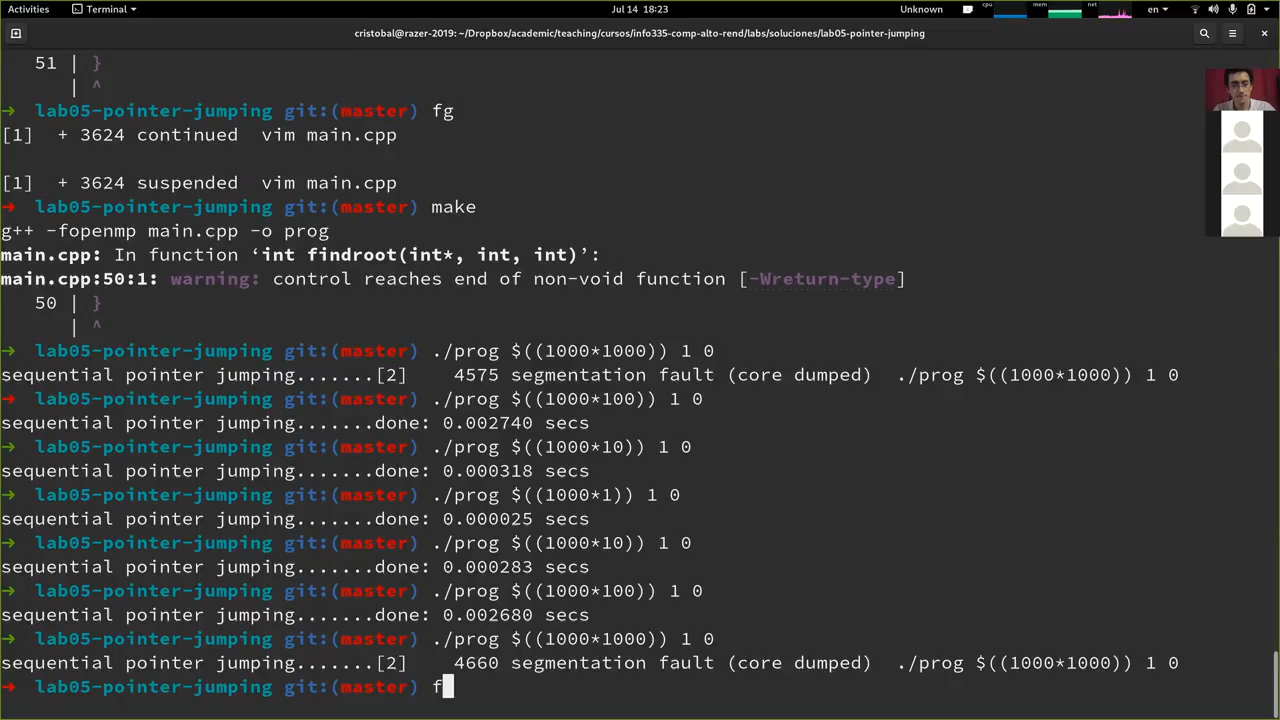 Activities Terminal Jul 14 18:23 Unknown cpu mem net en
cristobal@razer-2019: ~/Dropbox/academic/teaching/cursos/info335-comp-alto-rend/labs/soluciones/lab05-pointer-jumping
51 | }
| ^
→ lab05-pointer-jumping git:(master) fg
[1] + 3624 continued vim main.cpp
[1] + 3624 suspended vim main.cpp
→ lab05-pointer-jumping git:(master) make
g++ -fopenmp main.cpp -o prog
main.cpp: In function ‘int findroot(int*, int, int)’:
main.cpp:50:1: warning: control reaches end of non-void function [-Wreturn-type]
50 | }
| ^
→ lab05-pointer-jumping git:(master) ./prog $((1000*1000)) 1 0
sequential pointer jumping.......[2] 4575 segmentation fault (core dumped) ./prog $((1000*1000)) 1 0
→ lab05-pointer-jumping git:(master) ./prog $((1000*100)) 1 0
sequential pointer jumping.......done: 0.002740 secs
→ lab05-pointer-jumping git:(master) ./prog $((1000*10)) 1 0
sequential pointer jumping.......done: 0.000318 secs
→ lab05-pointer-jumping git:(master) ./prog $((1000*1)) 1 0
sequential pointer jumping.......done: 0.000025 secs
→ lab05-pointer-jumping git:(master) ./prog $((1000*10)) 1 0
sequential pointer jumping.......done: 0.000283 secs
→ lab05-pointer-jumping git:(master) ./prog $((1000*100)) 1 0
sequential pointer jumping.......done: 0.002680 secs
→ lab05-pointer-jumping git:(master) ./prog $((1000*1000)) 1 0
sequential pointer jumping.......[2] 4660 segmentation fault (core dumped) ./prog $((1000*1000)) 1 0
→ lab05-pointer-jumping git:(master) f